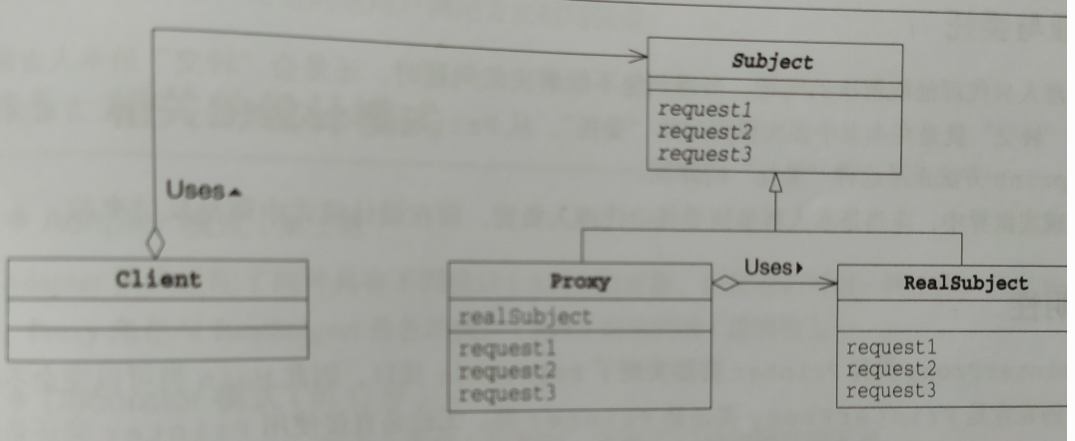 Subject
request1
request2
request3
Uses
Client
Proxy
realSubject
request1
request2
request3
Uses
RealSubject
request1
request2
request3